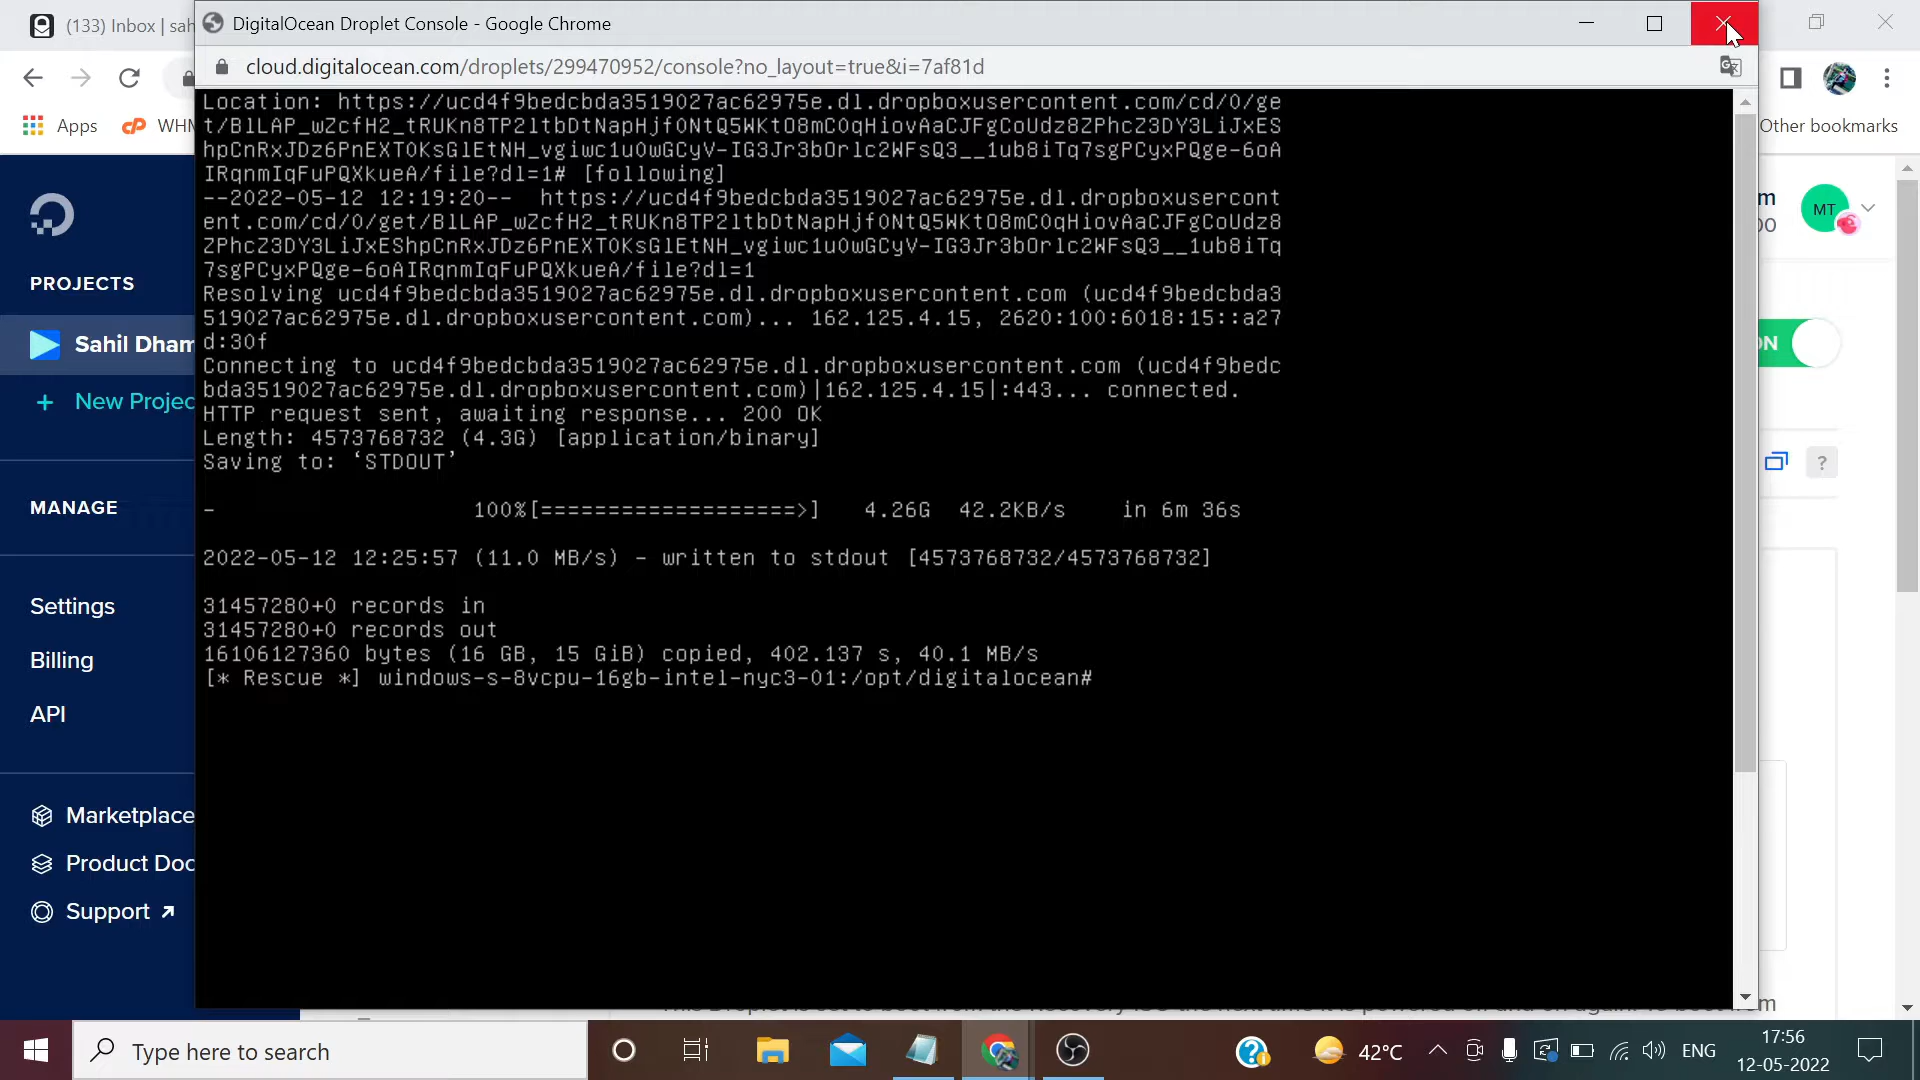 (133) Inbox | sah
DigitalOcean Droplet Console - Google Chrome
cloud.digitalocean.com/droplets/299470952/console?no_layout=true&i=7af81d
Apps
WHM
Other bookmarks
Location: https://ucd4f9bedcbda3519027ac62975e.dl.dropboxusercontent.com/cd/0/ge
t/BlLAP_wZcfH2_tRUKn8TP2ltbDtNapHjf0NtQ5WKtO8mC0qHiovAaCJFgCoUdz8ZPhcZ3DY3LiJxES
hpCnRxJDz6PnEXT0KsGlEtNH_vgiwc1u0wGCyV-IG3Jr3bOrlc2WFsQ3__1ub8iTq7sgPCyxPQge-6oA
IRqnmIqFuPQXkueA/file?dl=1# [following]
--2022-05-12 12:19:20--  https://ucd4f9bedcbda3519027ac62975e.dl.dropboxusercont
ent.com/cd/0/get/BlLAP_wZcfH2_tRUKn8TP2ltbDtNapHjf0NtQ5WKtO8mC0qHiovAaCJFgCoUdz8
ZPhcZ3DY3LiJxEShpCnRxJDz6PnEXT0KsGlEtNH_vgiwc1u0wGCyV-IG3Jr3bOrlc2WFsQ3__1ub8iTq
7sgPCyxPQge-6oAIRqnmIqFuPQXkueA/file?dl=1
Resolving ucd4f9bedcbda3519027ac62975e.dl.dropboxusercontent.com (ucd4f9bedcbda3
519027ac62975e.dl.dropboxusercontent.com)... 162.125.4.15, 2620:100:6018:15::a27
d:30f
Connecting to ucd4f9bedcbda3519027ac62975e.dl.dropboxusercontent.com (ucd4f9bedc
bda3519027ac62975e.dl.dropboxusercontent.com)|162.125.4.15|:443... connected.
HTTP request sent, awaiting response... 200 OK
Length: 4573768732 (4.3G) [application/binary]
Saving to: ‘STDOUT’
-                   100%[===================>]   4.26G  42.2KB/s    in 6m 36s
2022-05-12 12:25:57 (11.0 MB/s) - written to stdout [4573768732/4573768732]
31457280+0 records in
31457280+0 records out
16106127360 bytes (16 GB, 15 GiB) copied, 402.137 s, 40.1 MB/s
[* Rescue *] windows-s-8vcpu-16gb-intel-nyc3-01:/opt/digitalocean#
PROJECTS
Sahil Dham
+ New Projec
MANAGE
Settings
Billing
API
Marketplace
Product Doc
Support
m
00
MT
ON
?
m
Type here to search
42°C
ENG
17:56
12-05-2022